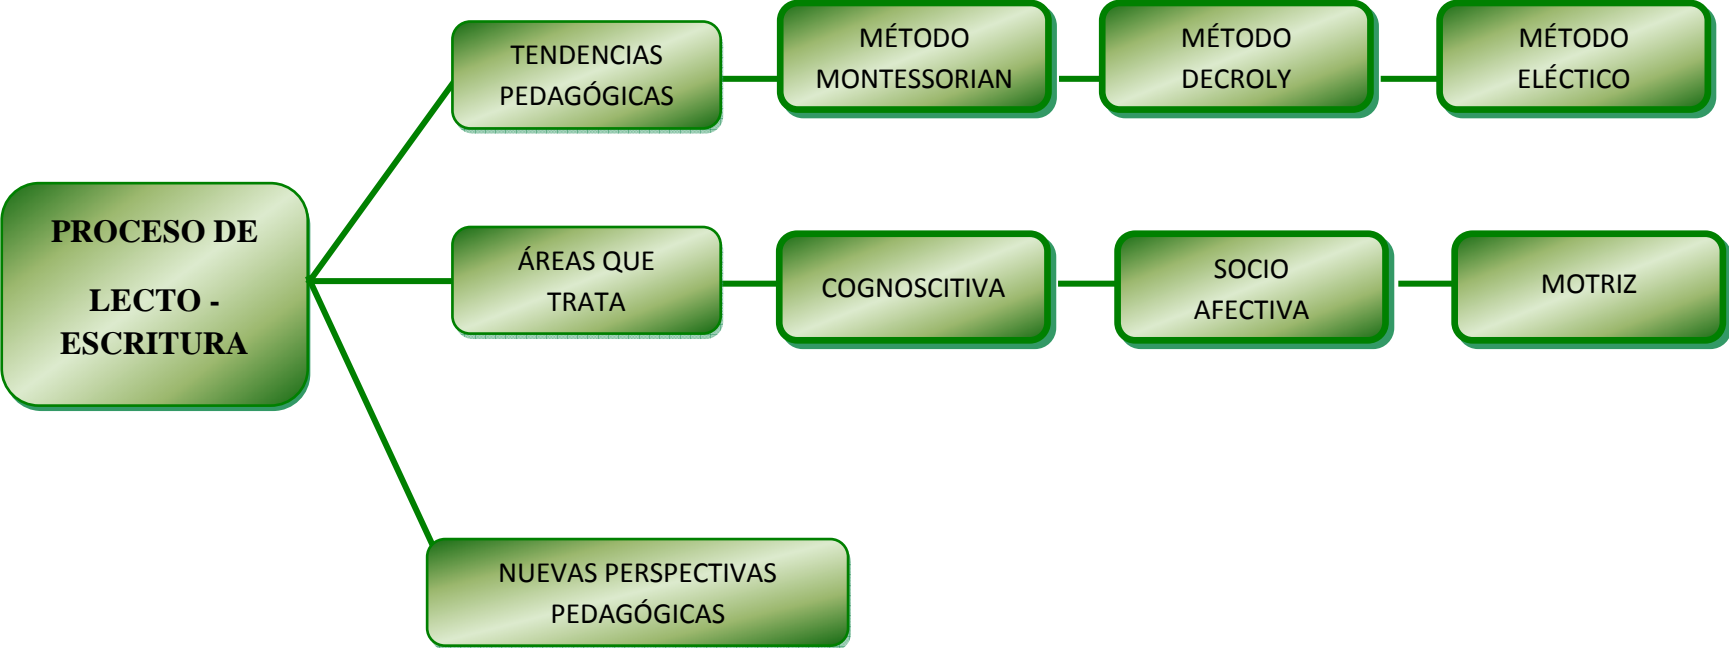 PROCESO DE
LECTO -
ESCRITURA
TENDENCIAS
PEDAGÓGICAS
MÉTODO
MONTESSORIAN
MÉTODO
DECROLY
MÉTODO
ELÉCTICO
ÁREAS QUE
TRATA
COGNOSCITIVA
SOCIO
AFECTIVA
MOTRIZ
NUEVAS PERSPECTIVAS
PEDAGÓGICAS